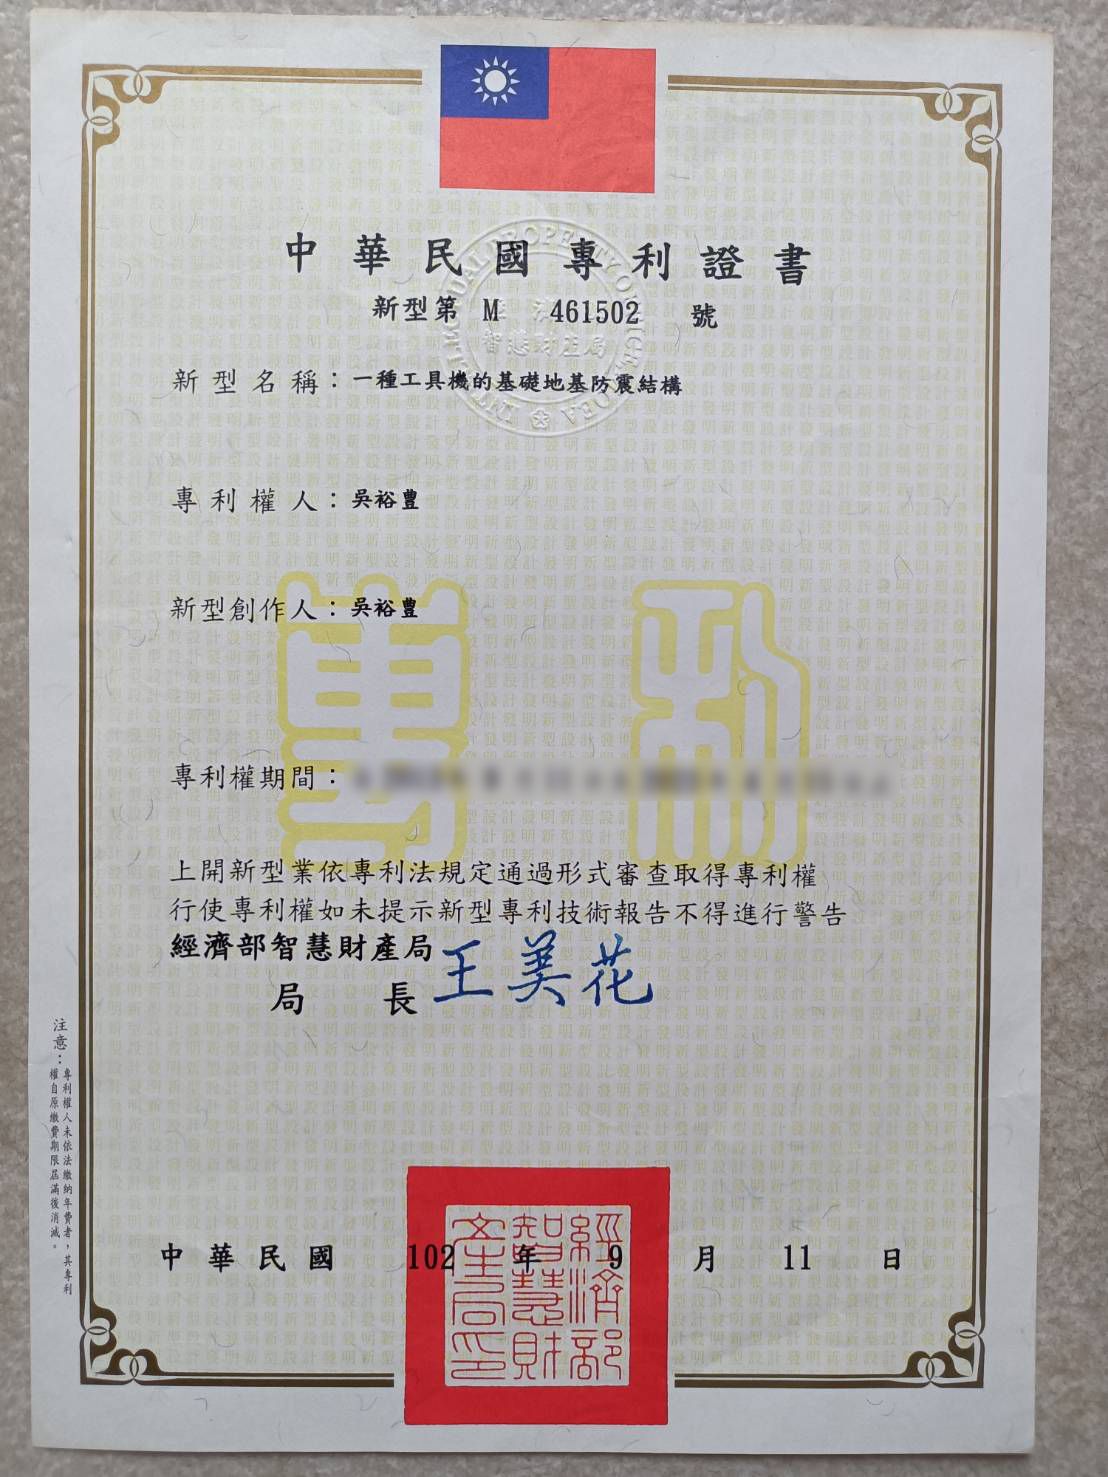 中華民國專利證書
新型第 M 461502 號
新型名稱：一種工具機的基礎地基防震結構
專利權人：吳裕豐
新型創作人：吳裕豐
專利
專利權期間：
上開新型業依專利法規定通過形式審查取得專利權
行使專利權如未提示新型專利技術報告不得進行警告
經濟部智慧財產局
局長 王美花
注意：專利權人未依法繳納年費者，其專利
權自原繳費期限屆滿後消滅。
中華民國 102 年 9 月 11 日
經濟部
智慧財
產局印